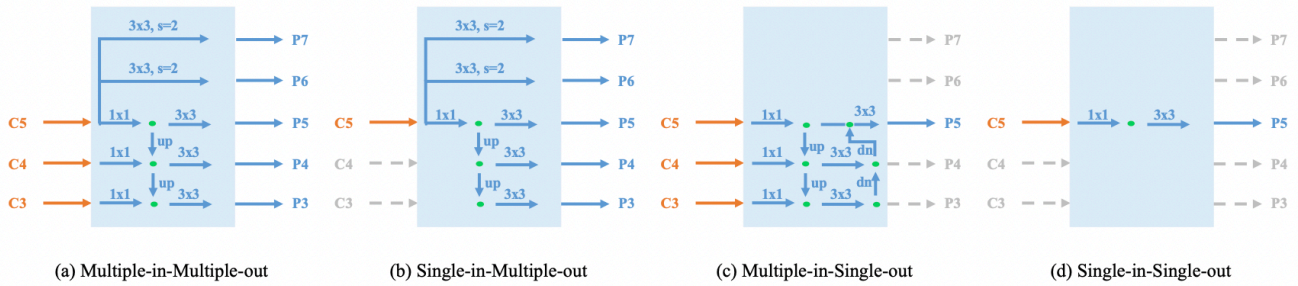 3x3, s=2 P7
3x3, s=2 P6
C5 1x1 3x3 P5
up
C4 1x1 3x3 P4
up
C3 1x1 3x3 P3
(a) Multiple-in-Multiple-out
3x3, s=2 P7
3x3, s=2 P6
C5 1x1 3x3 P5
up
C4 3x3 P4
up
C3 3x3 P3
(b) Single-in-Multiple-out
P7
P6
C5 1x1 3x3 P5
up dn
C4 1x1 3x3 P4
up dn
C3 1x1 3x3 P3
(c) Multiple-in-Single-out
P7
P6
C5 1x1 3x3 P5
C4 P4
C3 P3
(d) Single-in-Single-out